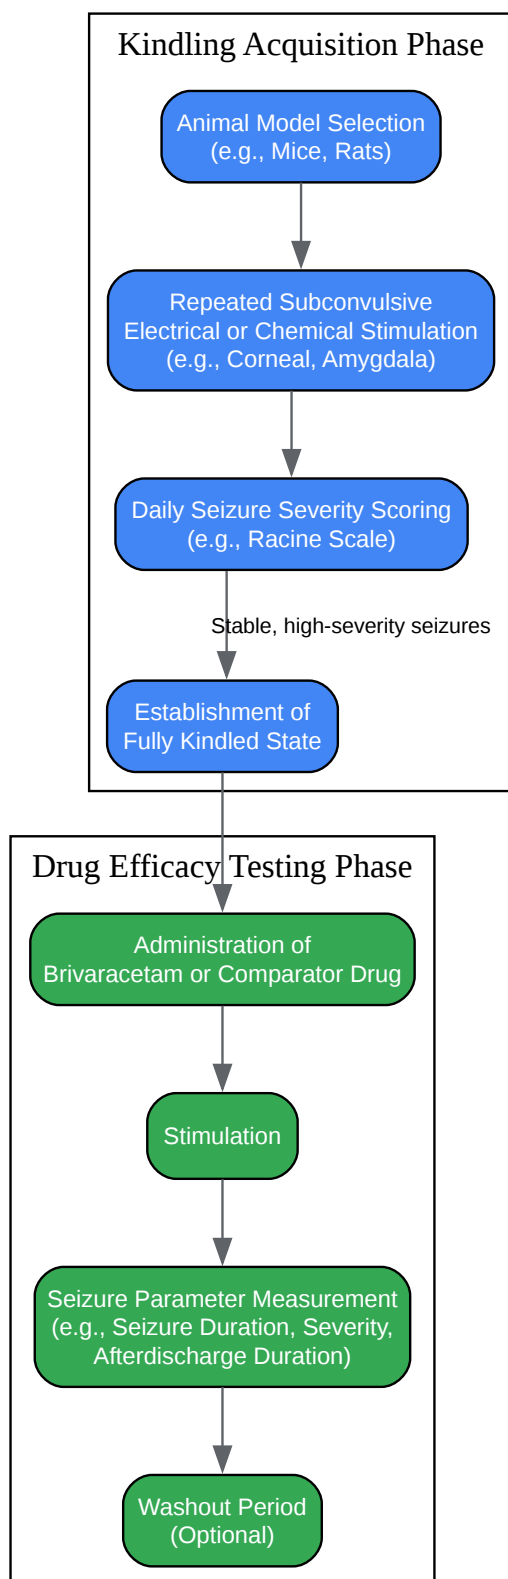 Kindling Acquisition Phase
Animal Model Selection
(e.g., Mice, Rats)
Repeated Subconvulsive
Electrical or Chemical Stimulation
(e.g., Corneal, Amygdala)
Daily Seizure Severity Scoring
(e.g., Racine Scale)
Stable, high-severity seizures
Establishment of
Fully Kindled State
Drug Efficacy Testing Phase
Administration of
Brivaracetam or Comparator Drug
Stimulation
Seizure Parameter Measurement
(e.g., Seizure Duration, Severity,
Afterdischarge Duration)
Washout Period
(Optional)